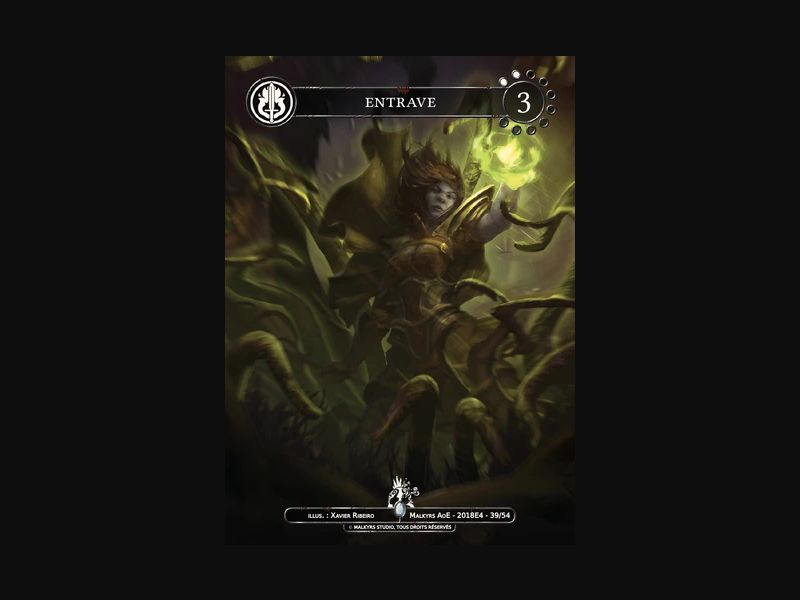 ENTRAVE
3
illus. : Xavier Ribeiro
Malkyrs AoE - 2018E4 - 39/54
© MALKYRS STUDIO, TOUS DROITS RÉSERVÉS